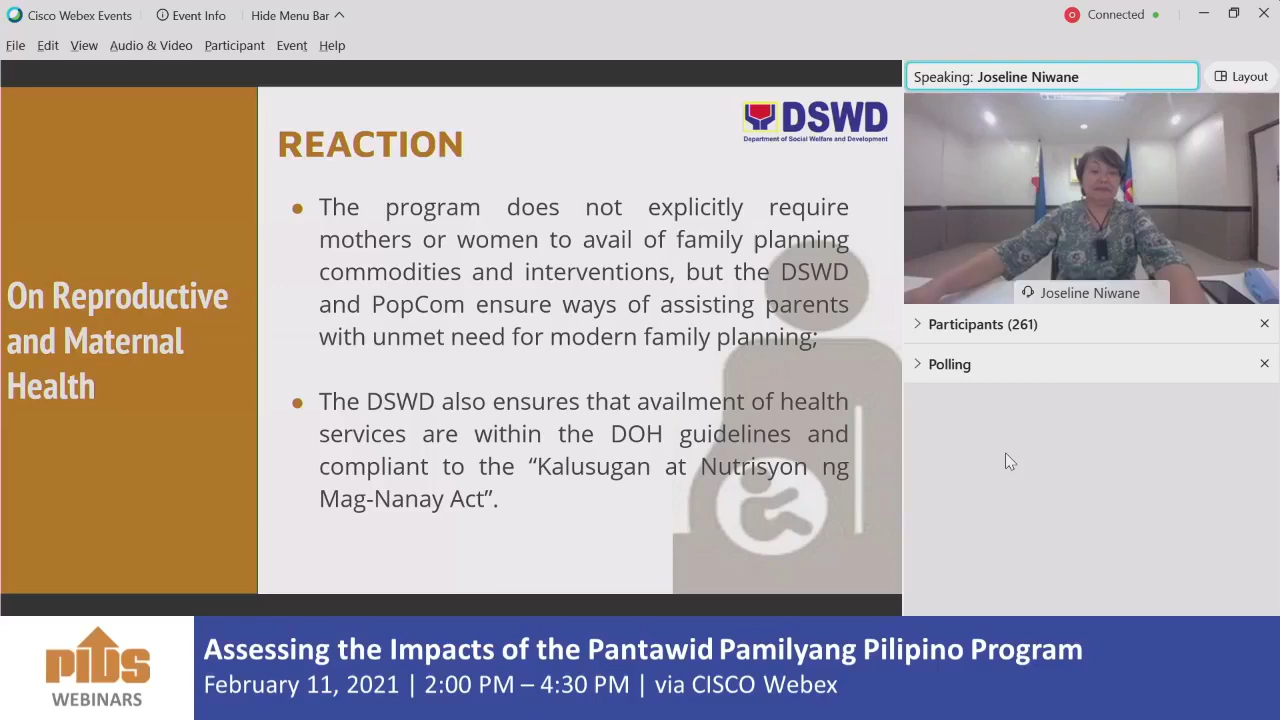 Cisco Webex Events
Event Info
Hide Menu Bar
Connected
File Edit View Audio & Video Participant Event Help
Speaking: Joseline Niwane
Layout
DSWD
Department of Social Welfare and Development
REACTION
On Reproductive
and Maternal
Health
● The program does not explicitly require
mothers or women to avail of family planning
commodities and interventions, but the DSWD
and PopCom ensure ways of assisting parents
with unmet need for modern family planning;
● The DSWD also ensures that availment of health
services are within the DOH guidelines and
compliant to the “Kalusugan at Nutrisyon ng
Mag-Nanay Act”.
Joseline Niwane
Participants (261)
Polling
PIDS
WEBINARS
Assessing the Impacts of the Pantawid Pamilyang Pilipino Program
February 11, 2021 | 2:00 PM – 4:30 PM | via CISCO Webex